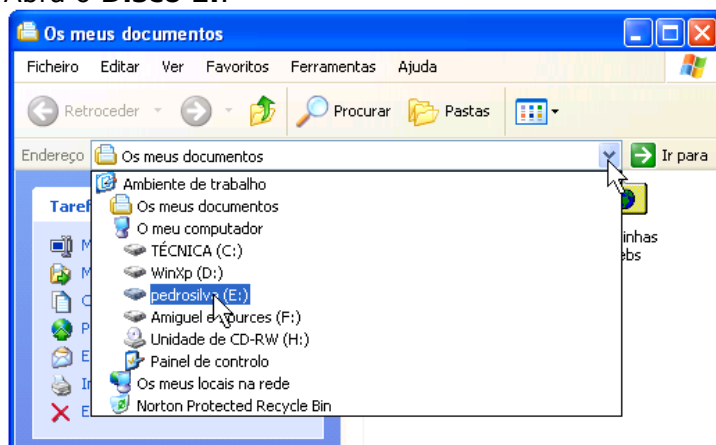 Abra o Disco E:.
Os meus documentos
Ficheiro Editar Ver Favoritos Ferramentas Ajuda
Retroceder Procurar Pastas
Endereço Os meus documentos Ir para
Ambiente de trabalho
Os meus documentos
O meu computador
TÉCNICA (C:)
WinXp (D:)
pedrosilva (E:)
(F:)
Unidade de CD-RW (H:)
Painel de controlo
Os meus locais na rede
Norton Protected Recycle Bin